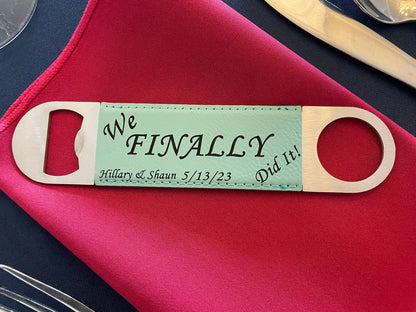 We
FINALLY
Did It!
Hillary & Shaun 5/13/23